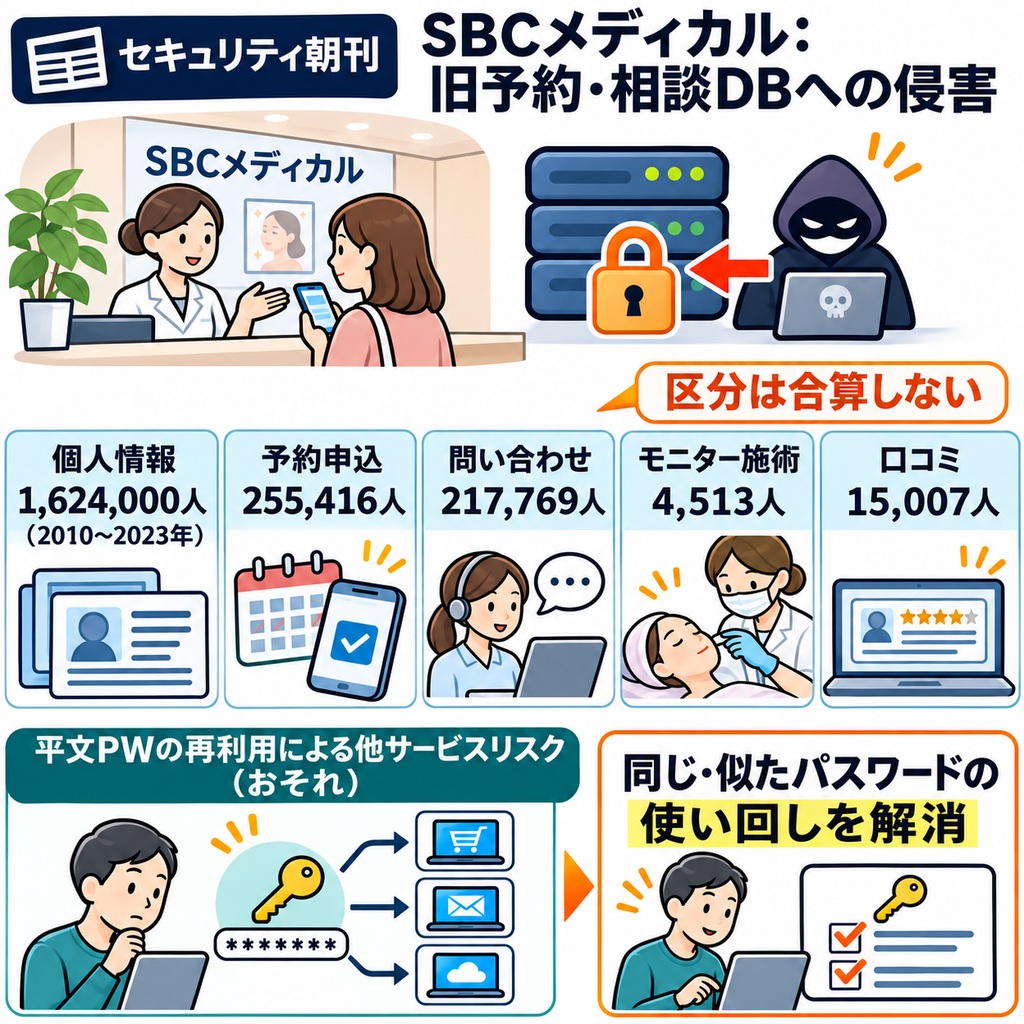 セキュリティ朝刊
SBCメディカル:
旧予約・相談DBへの侵害
SBCメディカル
区分は合算しない
個人情報
1,624,000人
(2010〜2023年)
予約申込
255,416人
問い合わせ
217,769人
モニター施術
4,513人
口コミ
15,007人
平文PWの再利用による他サービスリスク
(おそれ)
*******
同じ・似たパスワードの
使い回しを解消